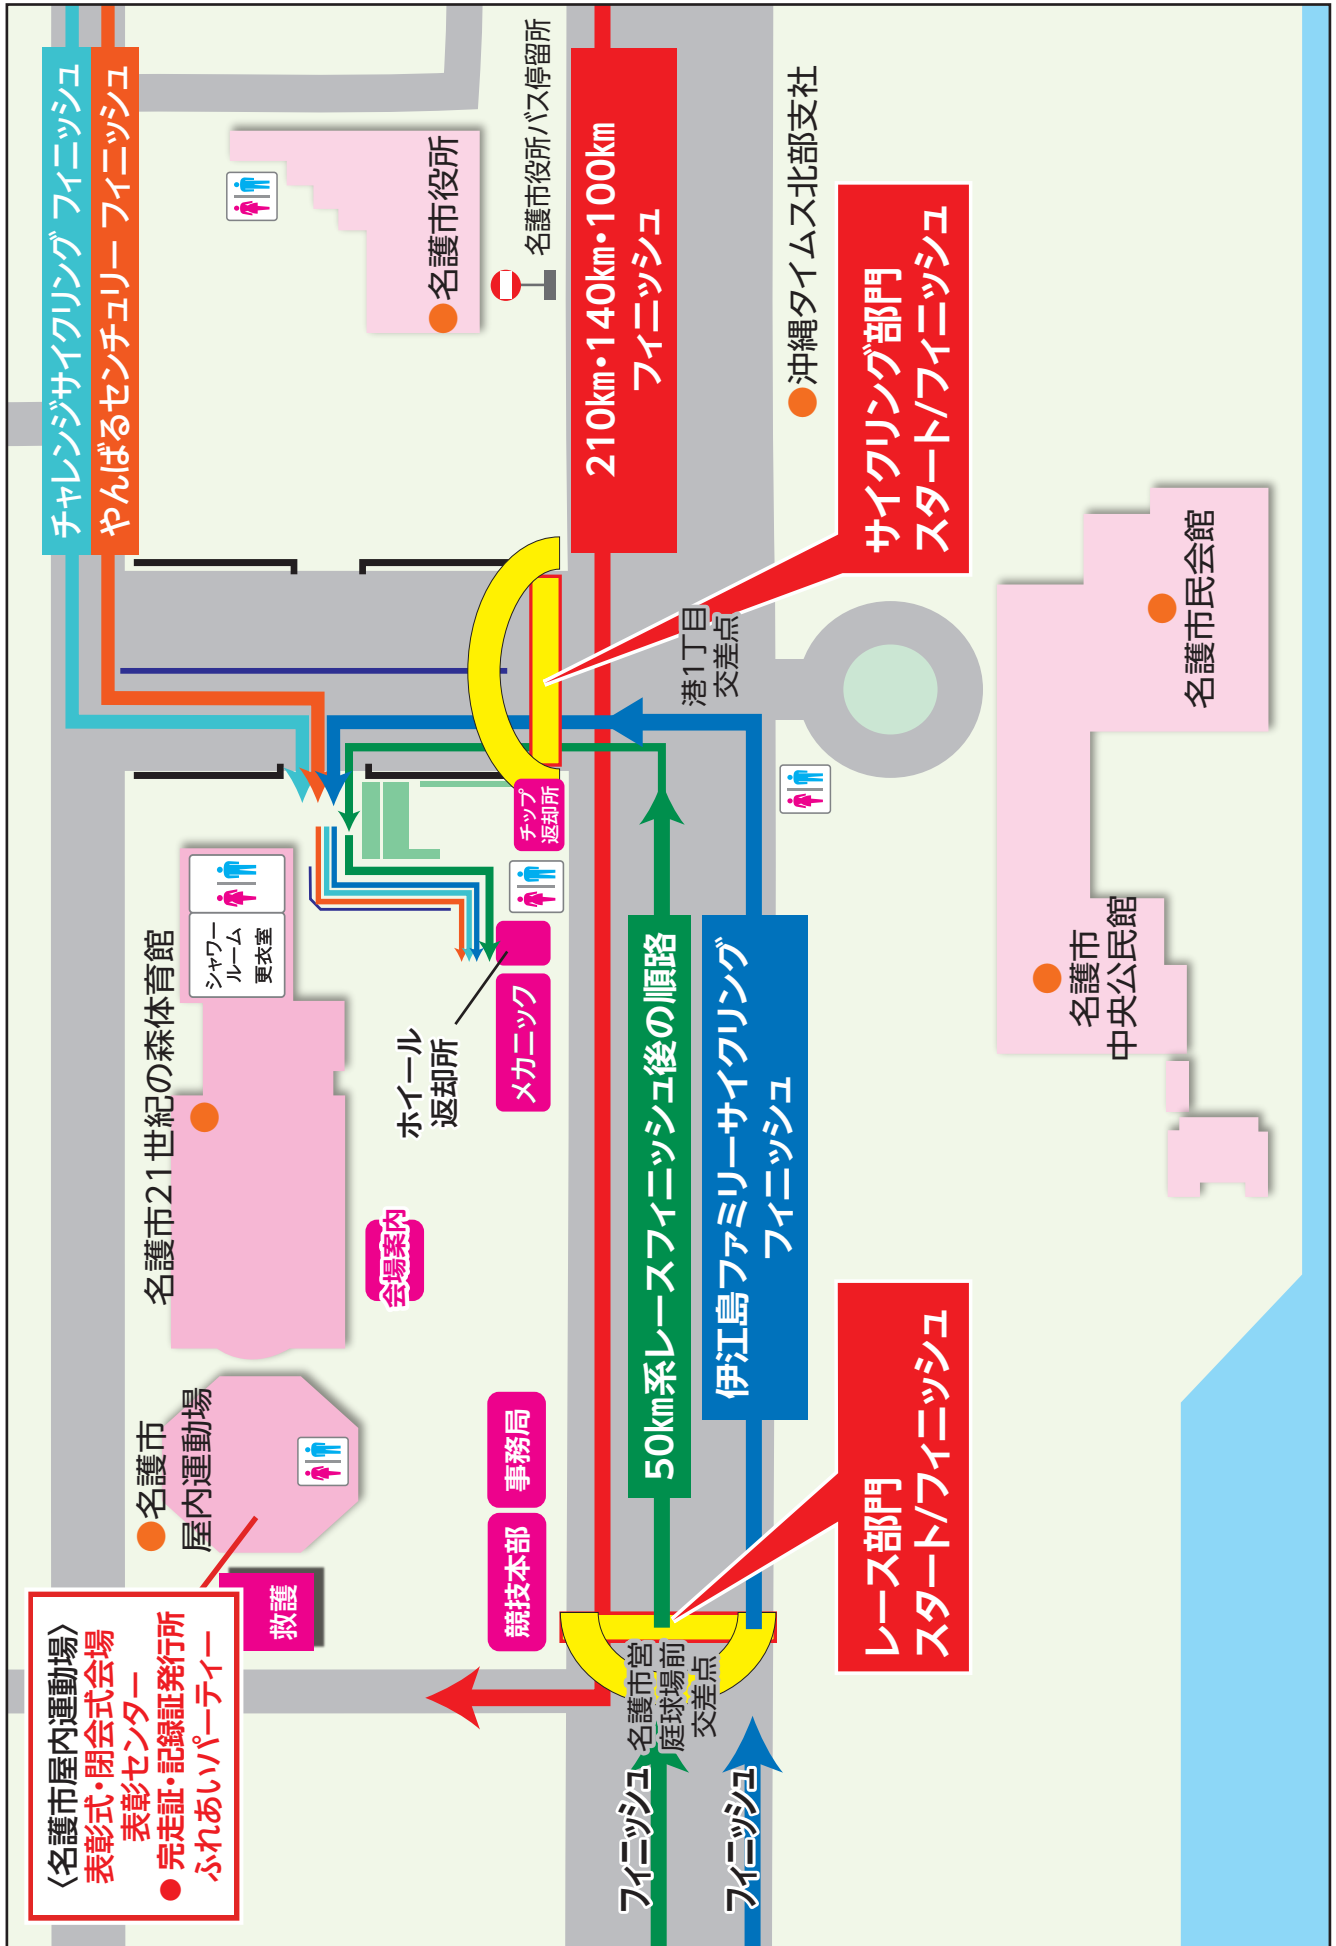 チャレンジサイクリング フィニッシュ
やんばるセンチュリー フィニッシュ
名護市役所
名護市役所バス停留所
210km・140km・100km
フィニッシュ
沖縄タイムス北部支社
サイクリング部門
スタート/フィニッシュ
港1丁目
交差点
名護市民会館
名護市
中央公民館
チップ
返却所
シャワー
ルーム
更衣室
名護市21世紀の森体育館
ホイール
返却所
メカニック
会場案内
50km系レースフィニッシュ後の順路
伊江島ファミリーサイクリング
フィニッシュ
名護市
屋内運動場
事務局
競技本部
救護
レース部門
スタート/フィニッシュ
名護市営
庭球場前
交差点
フィニッシュ
フィニッシュ
〈名護市屋内運動場〉
表彰式・閉会式会場
表彰センター
● 完走証・記録証発行所
ふれあいパーティー